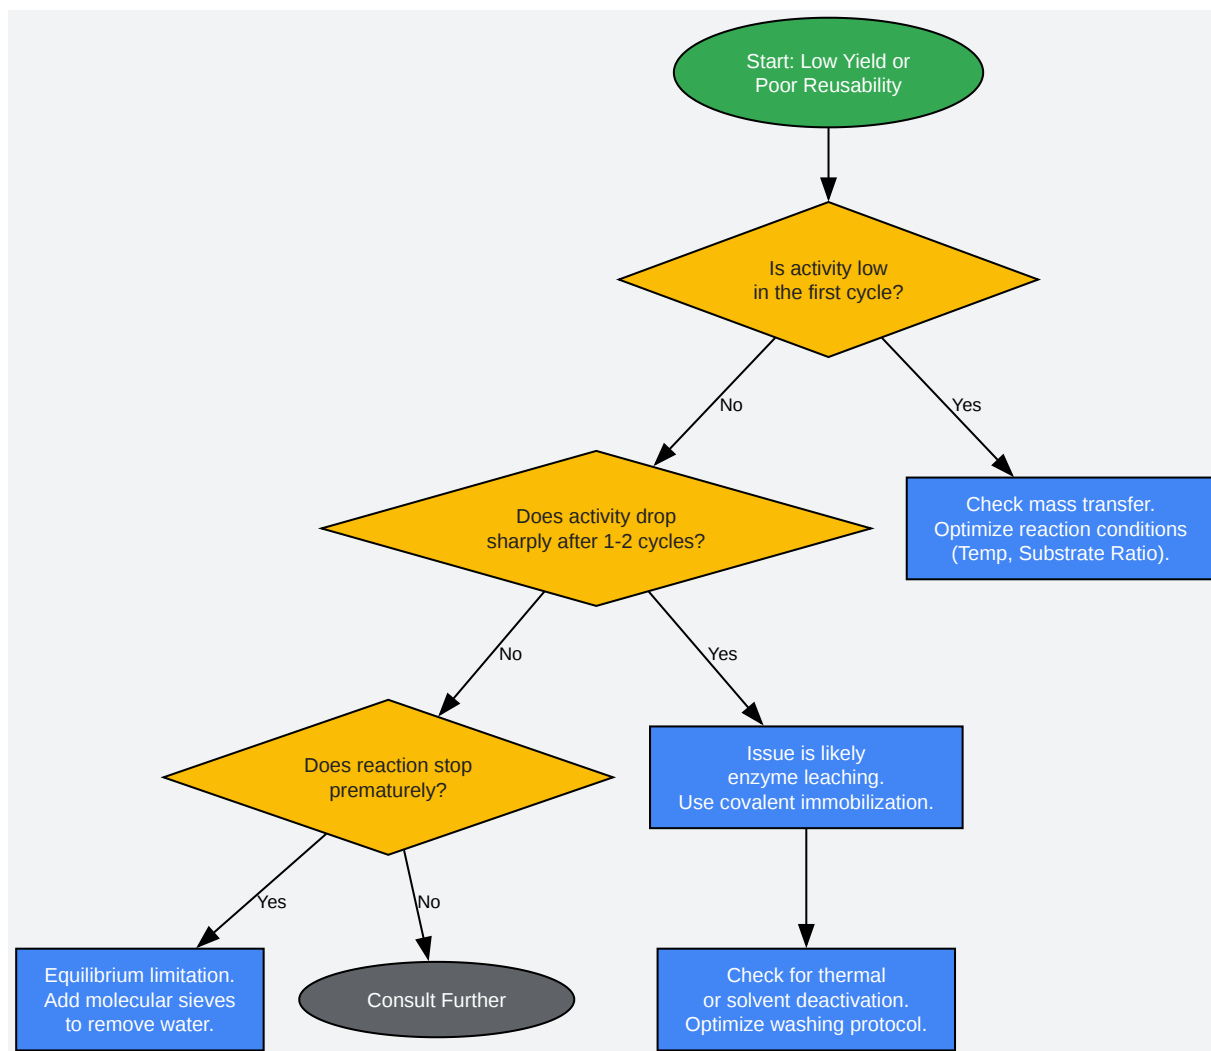 Start: Low Yield or
Poor Reusability
Is activity low
in the first cycle?
No
Yes
Does activity drop
sharply after 1-2 cycles?
Check mass transfer.
Optimize reaction conditions
(Temp, Substrate Ratio).
No
Yes
Does reaction stop
prematurely?
Issue is likely
enzyme leaching.
Use covalent immobilization.
Yes
No
Equilibrium limitation.
Add molecular sieves
to remove water.
Consult Further
Check for thermal
or solvent deactivation.
Optimize washing protocol.